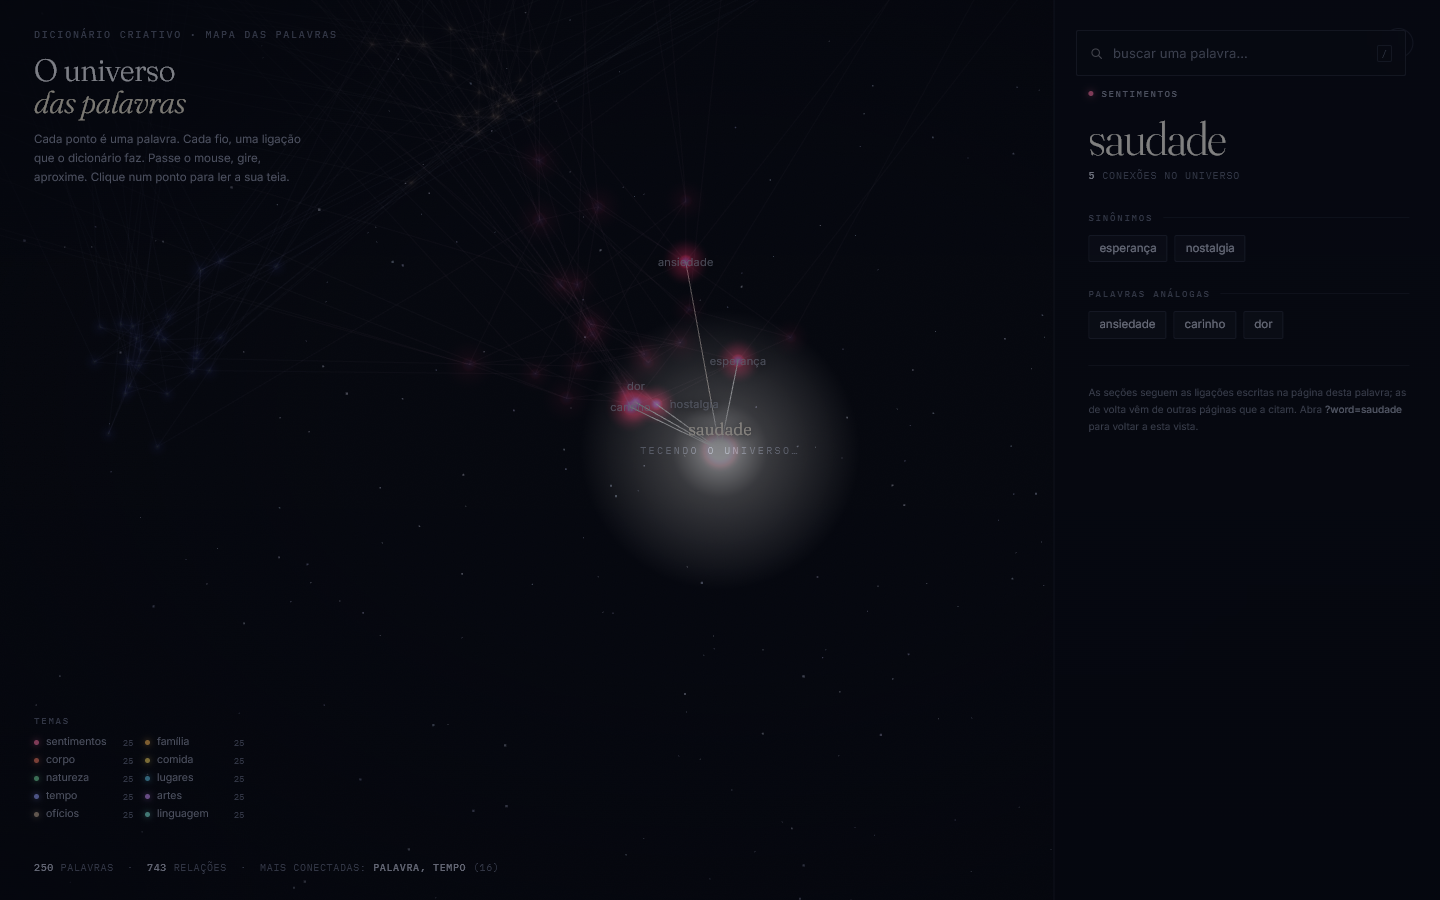 DICIONÁRIO CRIATIVO · MAPA DAS PALAVRAS
O universo
das palavras
Cada ponto é uma palavra. Cada fio, uma ligação
que o dicionário faz. Passe o mouse, gire,
aproxime. Clique num ponto para ler a sua teia.
ansiedade
esperança
dor
nostalgia
saudade
TECENDO O UNIVERSO…
TEMAS
sentimentos 25 família 25
corpo 25 comida 25
natureza 25 lugares 25
tempo 25 artes 25
ofícios 25 linguagem 25
250 PALAVRAS · 743 RELAÇÕES · MAIS CONECTADAS: PALAVRA, TEMPO (16)
buscar uma palavra… /
SENTIMENTOS
saudade
5 CONEXÕES NO UNIVERSO
SINÔNIMOS
esperança nostalgia
PALAVRAS ANÁLOGAS
ansiedade carinho dor
As seções seguem as ligações escritas na página desta palavra; as
de volta vêm de outras páginas que a citam. Abra ?word=saudade
para voltar a esta vista.